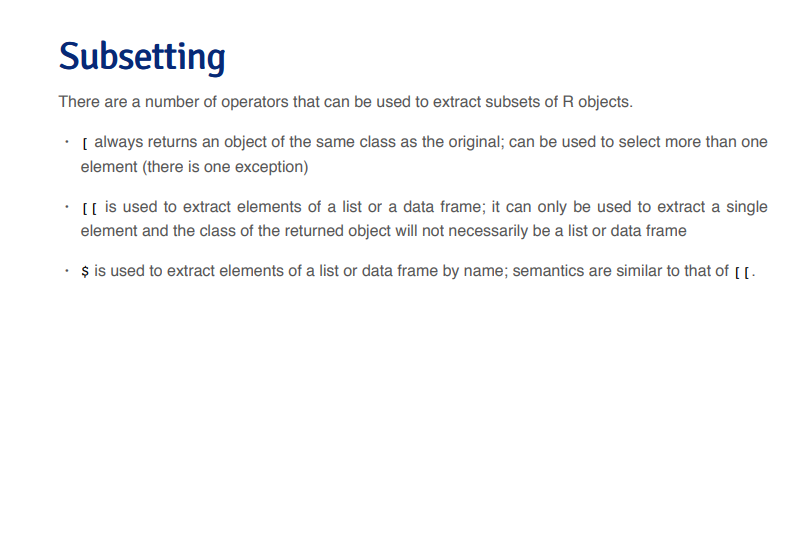 Subsetting
There are a number of operators that can be used to extract subsets of R objects.
· [ always returns an object of the same class as the original; can be used to select more than one
element (there is one exception)
· [[ is used to extract elements of a list or a data frame; it can only be used to extract a single
element and the class of the returned object will not necessarily be a list or data frame
· $ is used to extract elements of a list or data frame by name; semantics are similar to that of [[.